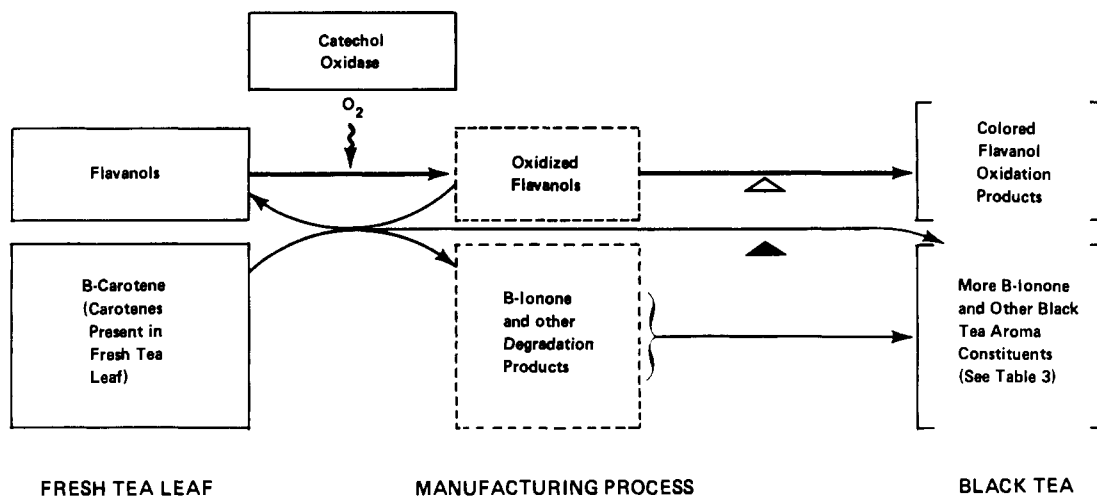 Catechol
Oxidase
O2
Flavanols
Oxidized
Flavanols
Colored
Flavanol
Oxidation
Products
B-Carotene
(Carotenes
Present in
Fresh Tea
Leaf)
B-Ionone
and other
Degradation
Products
More B-Ionone
and Other Black
Tea Aroma
Constituents
(See Table 3)
FRESH TEA LEAF
MANUFACTURING PROCESS
BLACK TEA